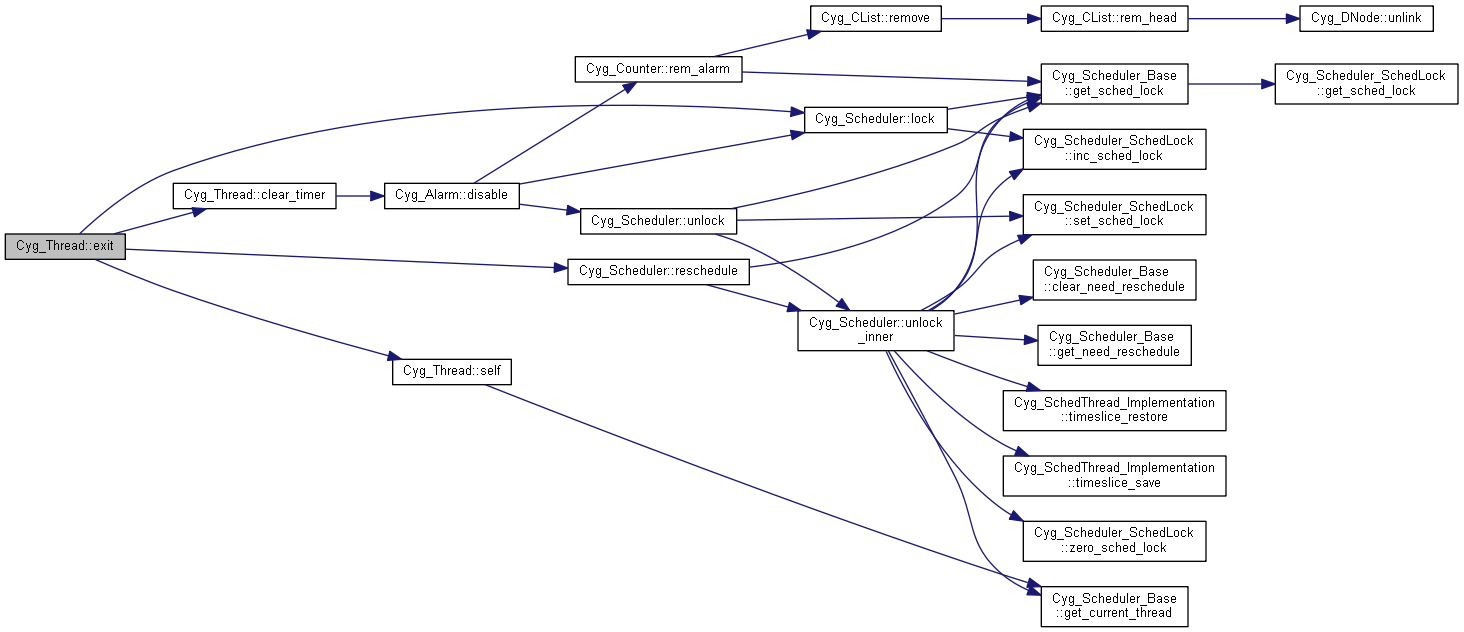 Cyg_CList::remove
Cyg_CList::rem_head
Cyg_DNode::unlink
Cyg_Counter::rem_alarm
Cyg_Scheduler_Base
::get_sched_lock
Cyg_Scheduler_SchedLock
::get_sched_lock
Cyg_Scheduler::lock
Cyg_Scheduler_SchedLock
::inc_sched_lock
Cyg_Thread::clear_timer
Cyg_Alarm::disable
Cyg_Scheduler::unlock
Cyg_Scheduler_SchedLock
::set_sched_lock
Cyg_Thread::exit
Cyg_Scheduler::reschedule
Cyg_Scheduler_Base
::clear_need_reschedule
Cyg_Scheduler::unlock
_inner
Cyg_Scheduler_Base
::get_need_reschedule
Cyg_Thread::self
Cyg_SchedThread_Implementation
::timeslice_restore
Cyg_SchedThread_Implementation
::timeslice_save
Cyg_Scheduler_SchedLock
::zero_sched_lock
Cyg_Scheduler_Base
::get_current_thread